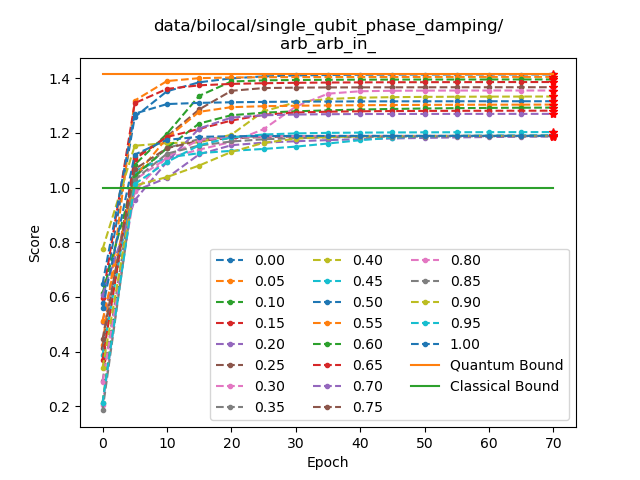 data/bilocal/single_qubit_phase_damping/
arb_arb_in_
Score
1.4
1.2
1.0
0.8
0.6
0.4
0.2
0.00 0.40 0.80
0.05 0.45 0.85
0.10 0.50 0.90
0.15 0.55 0.95
0.20 0.60 1.00
0.25 0.65 Quantum Bound
0.30 0.70 Classical Bound
0.35 0.75
0 10 20 30 40 50 60 70
Epoch